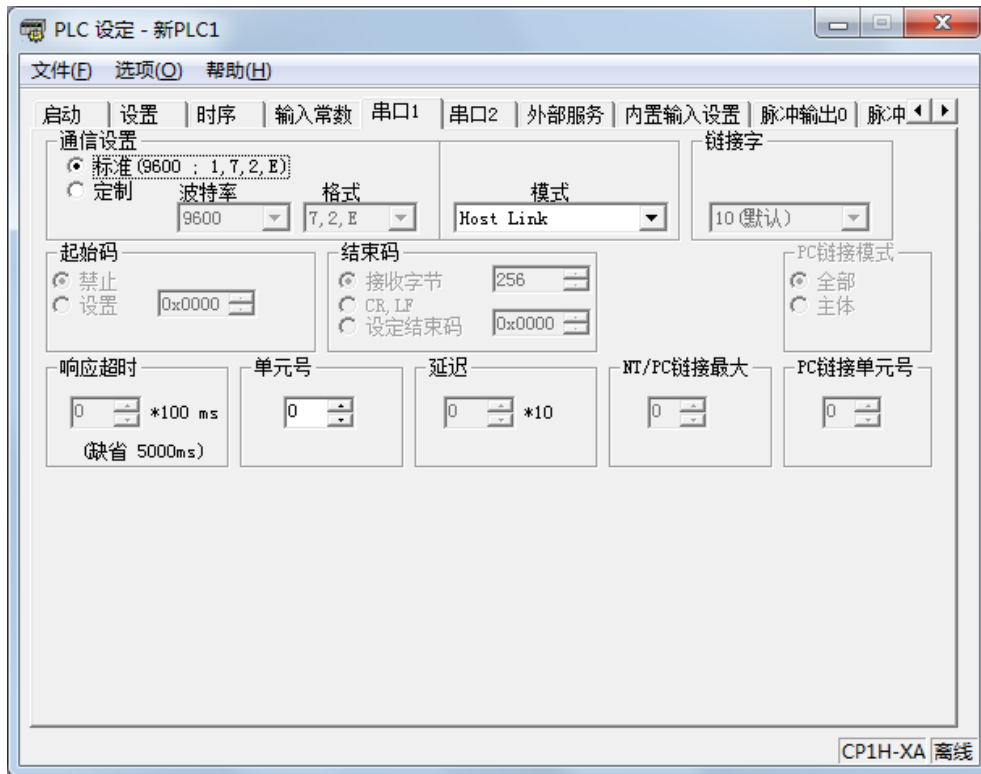 PLC 设定 - 新PLC1
文件(F) 选项(O) 帮助(H)
启动 设置 时序 输入常数 串口1 串口2 外部服务 内置输入设置 脉冲输出0 脉冲
通信设置 链接字
标准(9600 ; 1,7,2,E)
定制 波特率 格式 模式
9600 7,2,E Host Link 10(默认)
起始码 结束码 PC链接模式
禁止 接收字节 256 全部
设置 0x0000 CR,LF 主体
设定结束码 0x0000
响应超时 单元号 延迟 NT/PC链接最大 PC链接单元号
0 *100 ms 0 0 *10 0 0
(缺省 5000ms)
CP1H-XA 离线